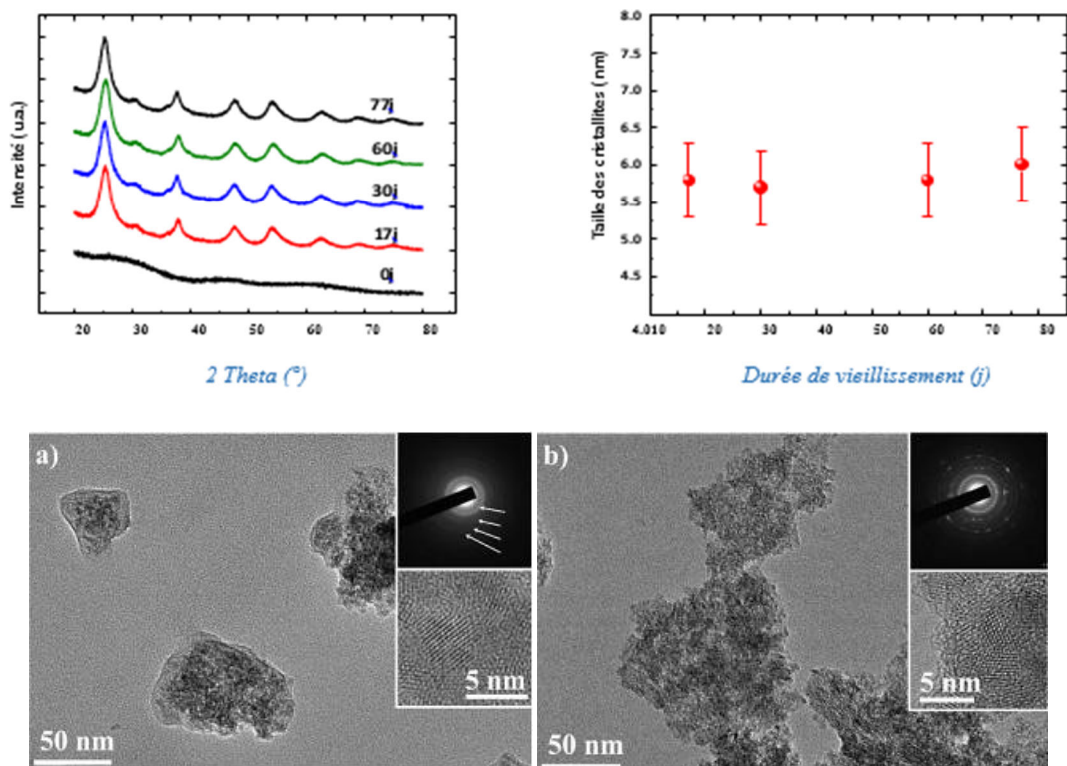 Intensité (u.a.)
77j
60j
30j
17j
0j
20 30 40 50 60 70 80
2 Theta (°)
Taille des cristallites (nm)
8.0
7.5
7.0
6.5
6.0
5.5
5.0
4.5
4.010 20 30 40 50 60 70 80
Durée de vieillissement (j)
a)
5 nm
50 nm
b)
5 nm
50 nm